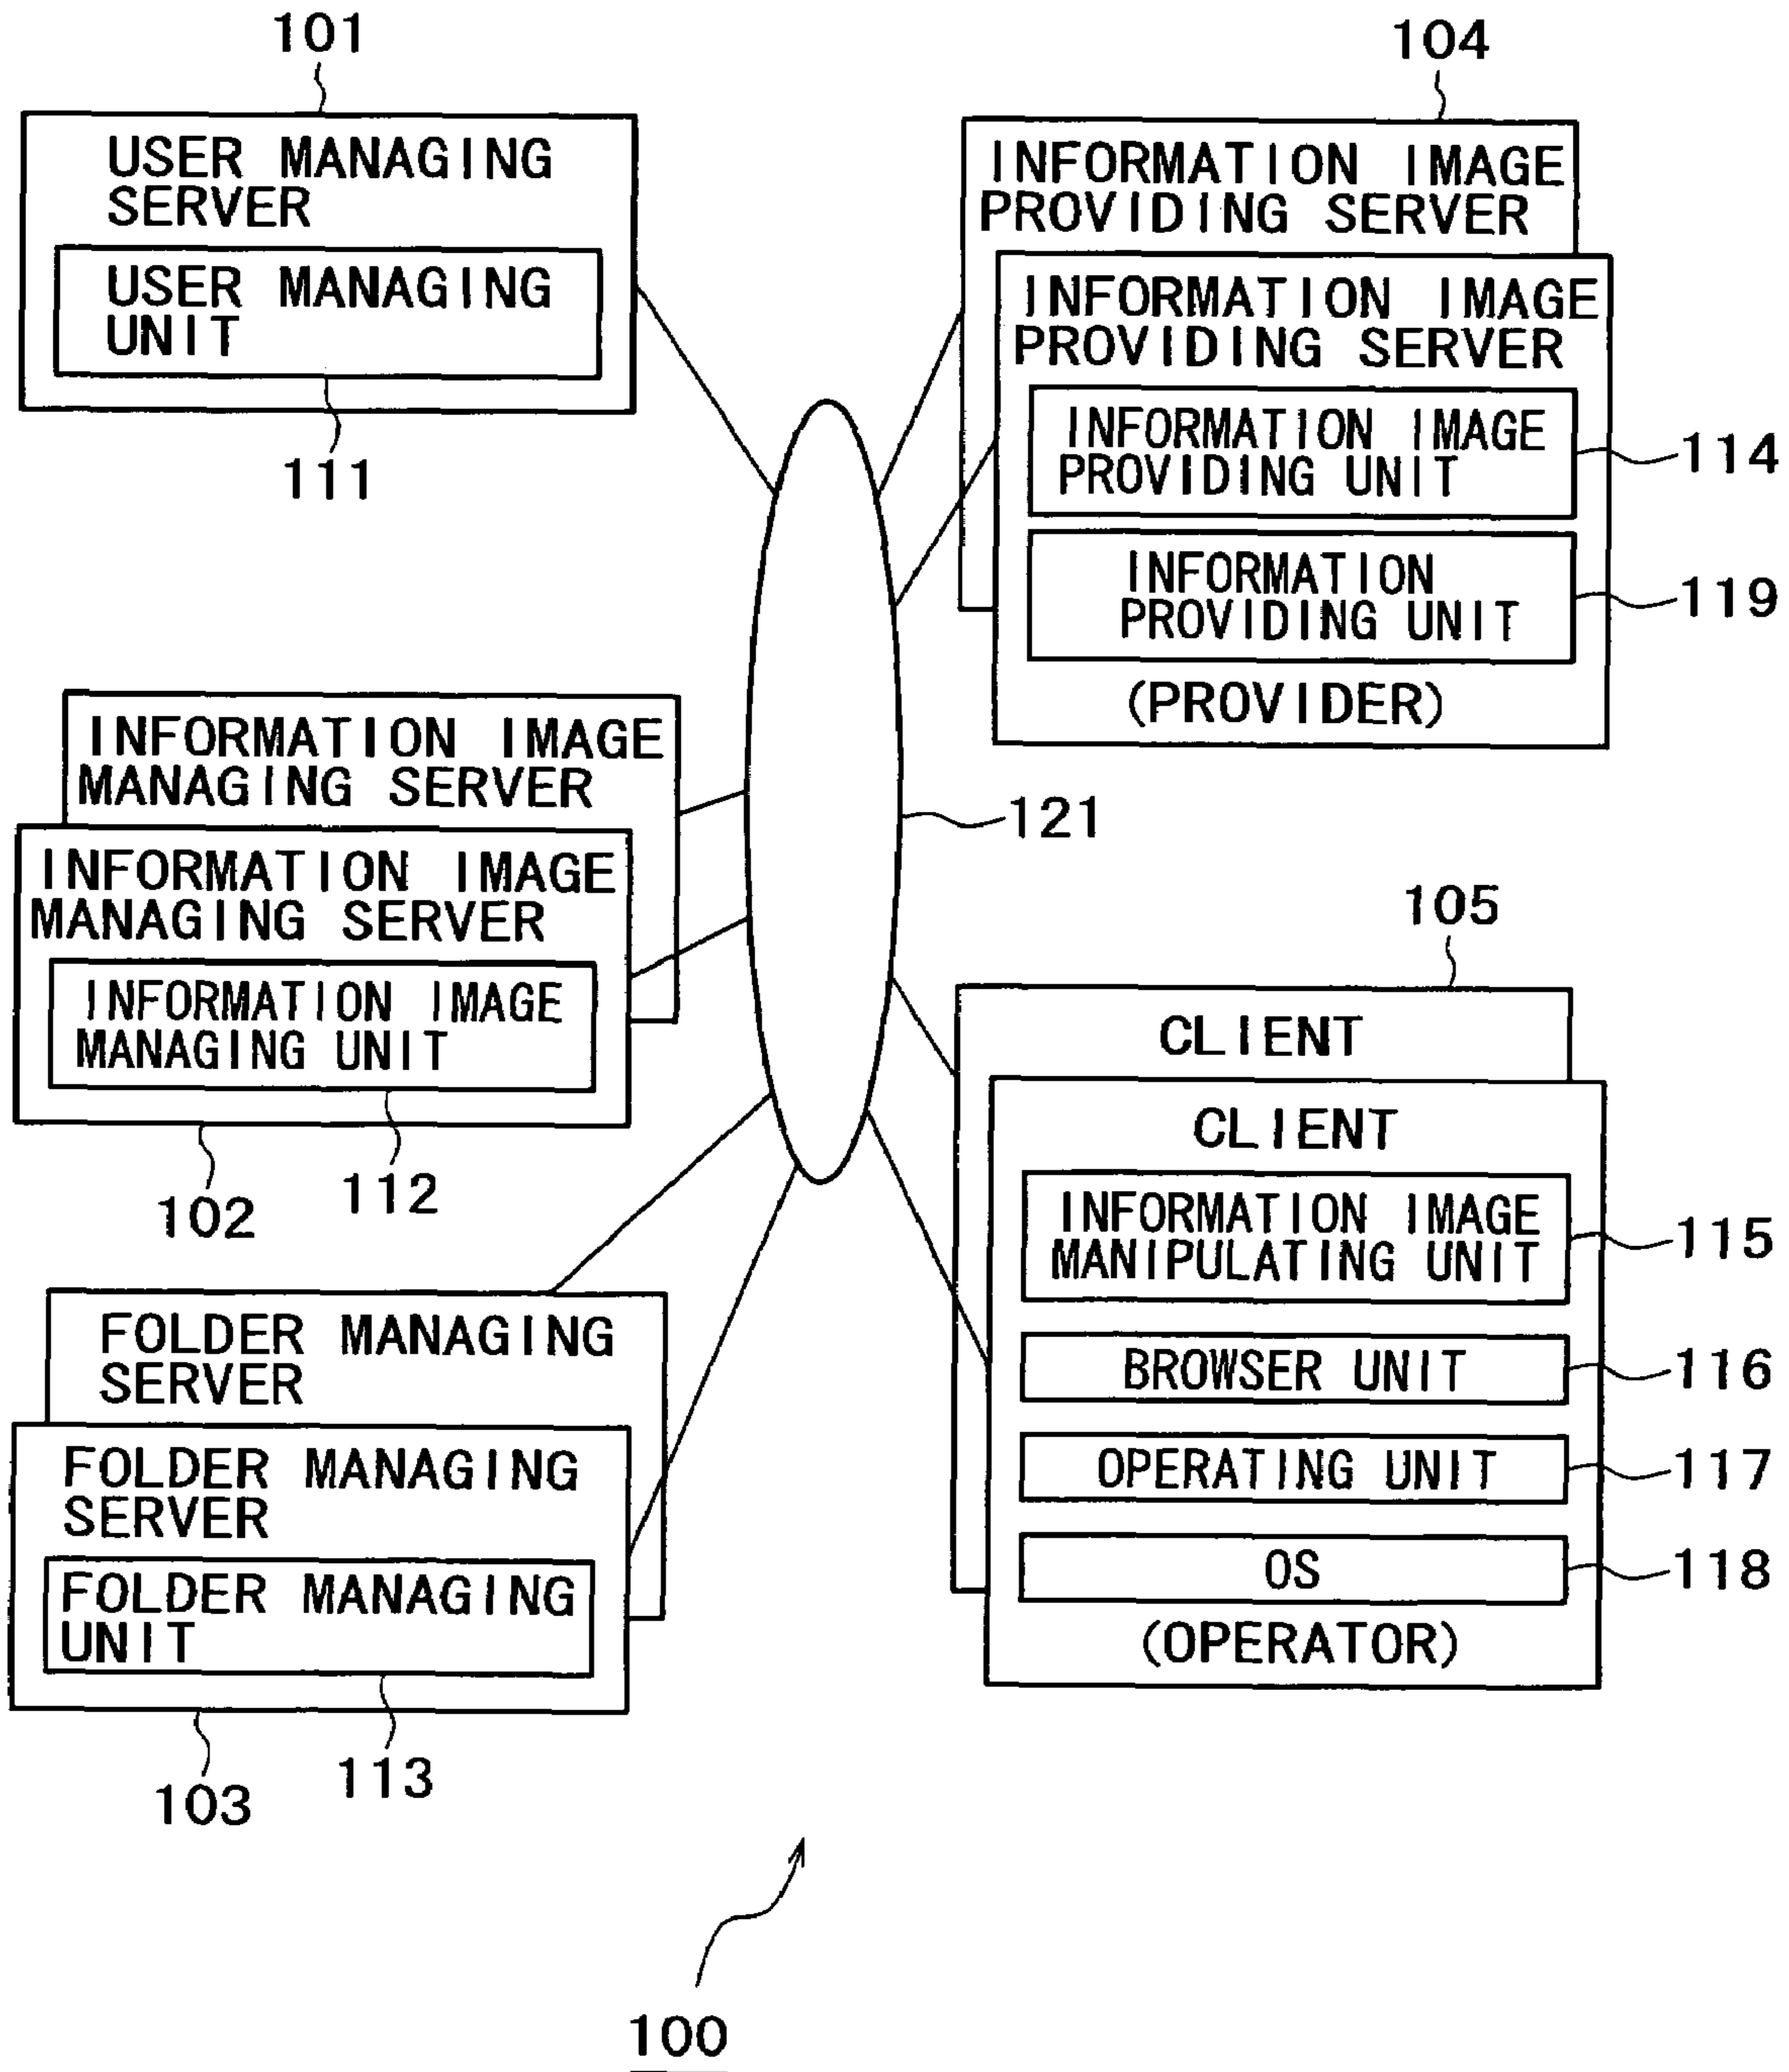 101
USER MANAGING
SERVER
USER MANAGING
UNIT
111
104
INFORMATION IMAGE
PROVIDING SERVER
INFORMATION IMAGE
PROVIDING SERVER
INFORMATION IMAGE
PROVIDING UNIT
114
INFORMATION
PROVIDING UNIT
119
(PROVIDER)
INFORMATION IMAGE
MANAGING SERVER
INFORMATION IMAGE
MANAGING SERVER
INFORMATION IMAGE
MANAGING UNIT
112
102
121
105
CLIENT
CLIENT
INFORMATION IMAGE
MANIPULATING UNIT
115
BROWSER UNIT
116
OPERATING UNIT
117
OS
118
(OPERATOR)
FOLDER MANAGING
SERVER
FOLDER MANAGING
SERVER
FOLDER MANAGING
UNIT
113
103
100